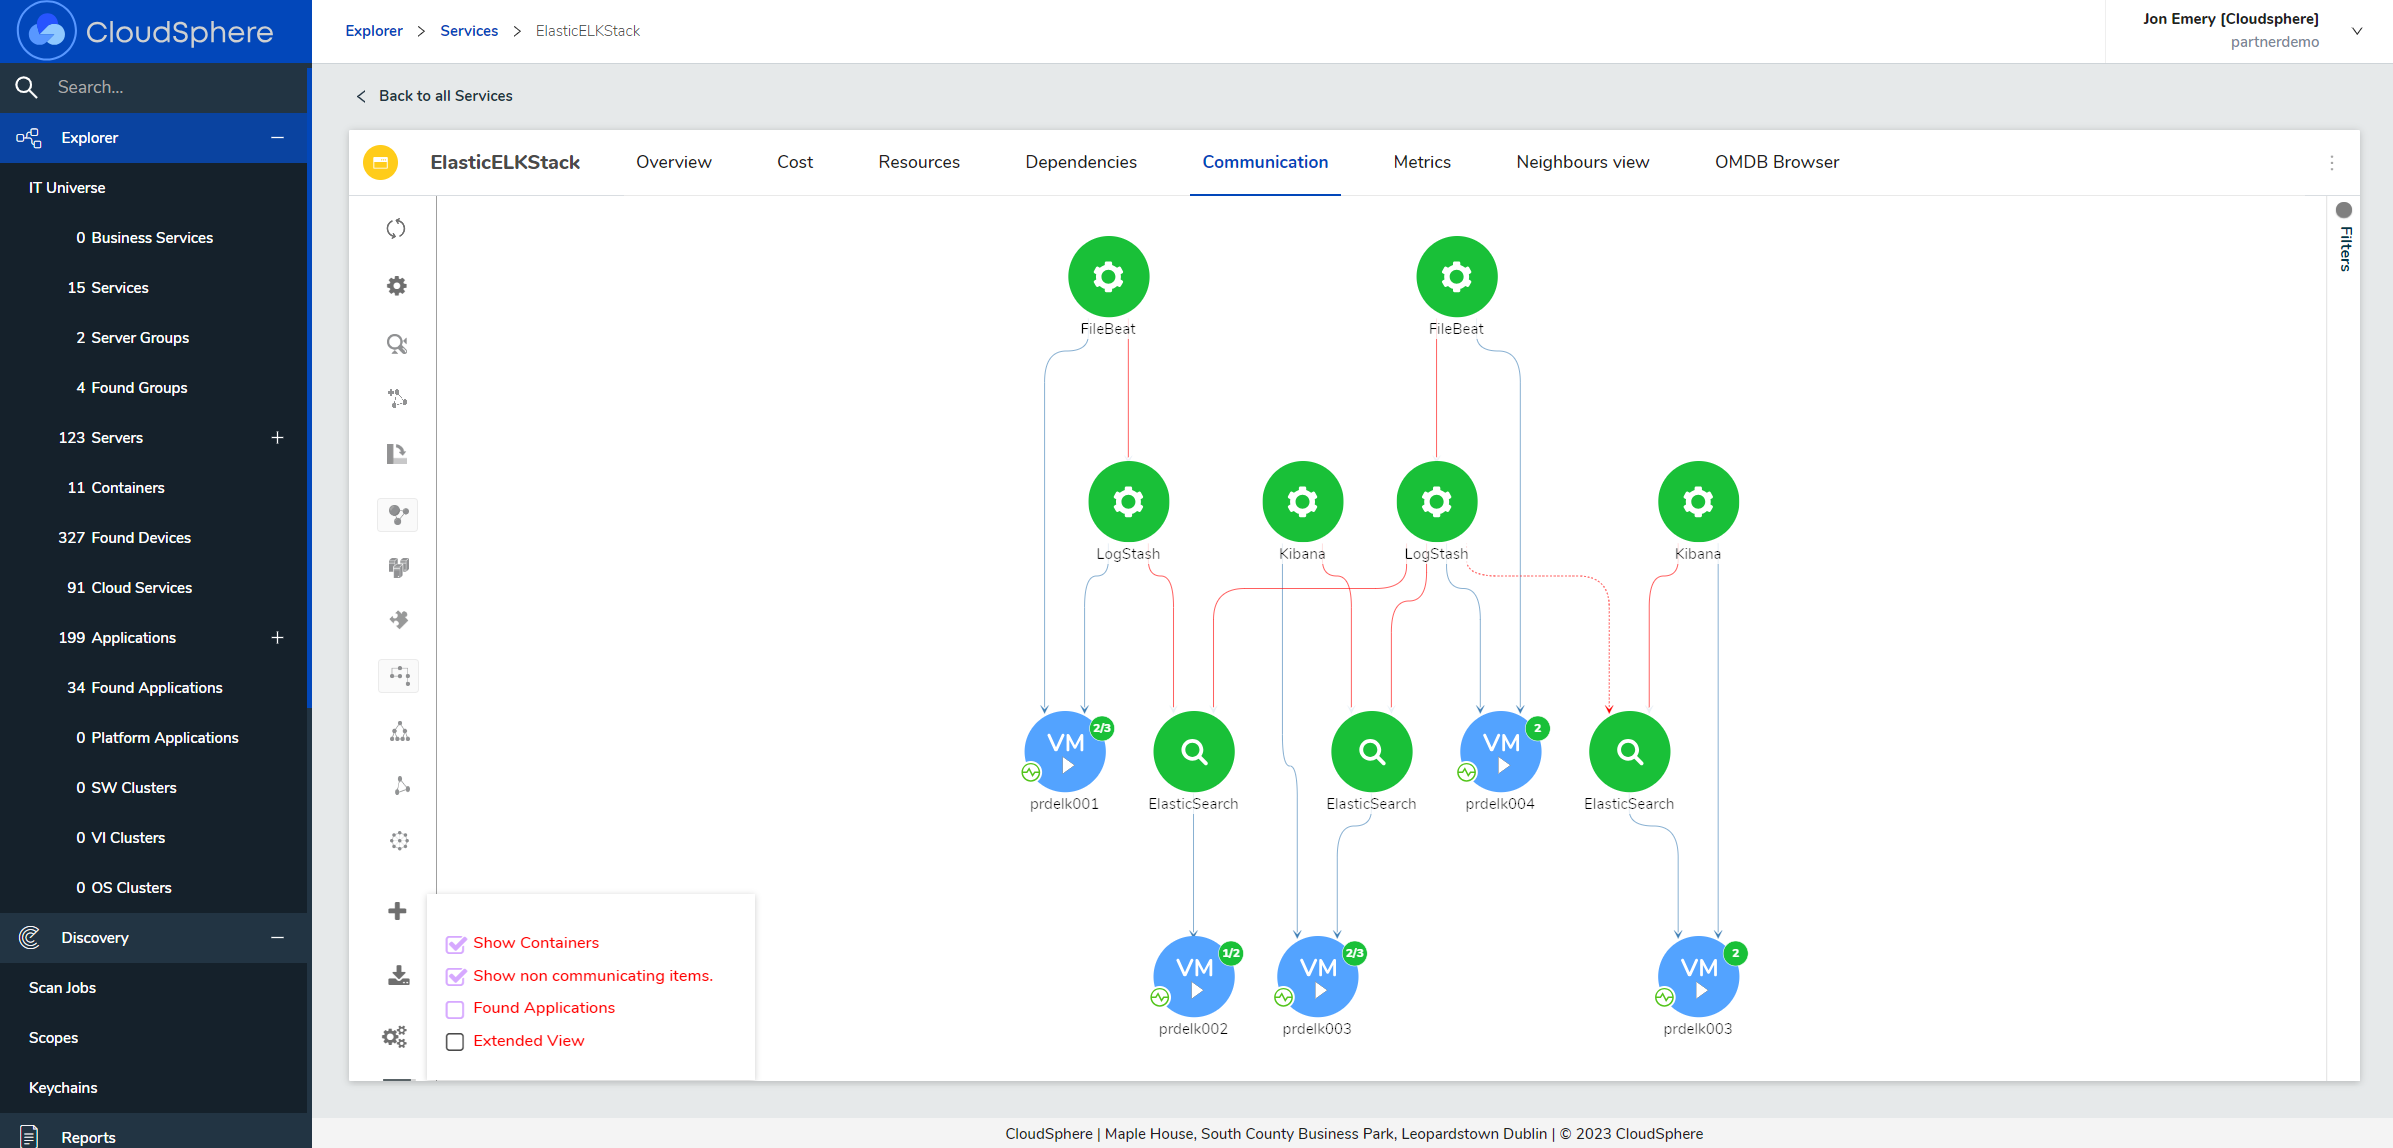 CloudSphere
Explorer > Services > ElasticELKStack
Jon Emery [Cloudsphere]
partnerdemo
Search...
Explorer
IT Universe
0 Business Services
15 Services
2 Server Groups
4 Found Groups
123 Servers
11 Containers
327 Found Devices
91 Cloud Services
199 Applications
34 Found Applications
0 Platform Applications
0 SW Clusters
0 VI Clusters
0 OS Clusters
Discovery
Scan Jobs
Scopes
Keychains
Reports
Back to all Services
ElasticELKStack Overview Cost Resources Dependencies Communication Metrics Neighbours view OMDB Browser
Filters
FileBeat FileBeat
LogStash Kibana LogStash Kibana
VM 2/3 VM 2
prdelk001 ElasticSearch ElasticSearch prdelk004 ElasticSearch
VM 1/2 VM 2/3 VM 2
prdelk002 prdelk003 prdelk003
Show Containers
Show non communicating items.
Found Applications
Extended View
CloudSphere | Maple House, South County Business Park, Leopardstown Dublin | © 2023 CloudSphere